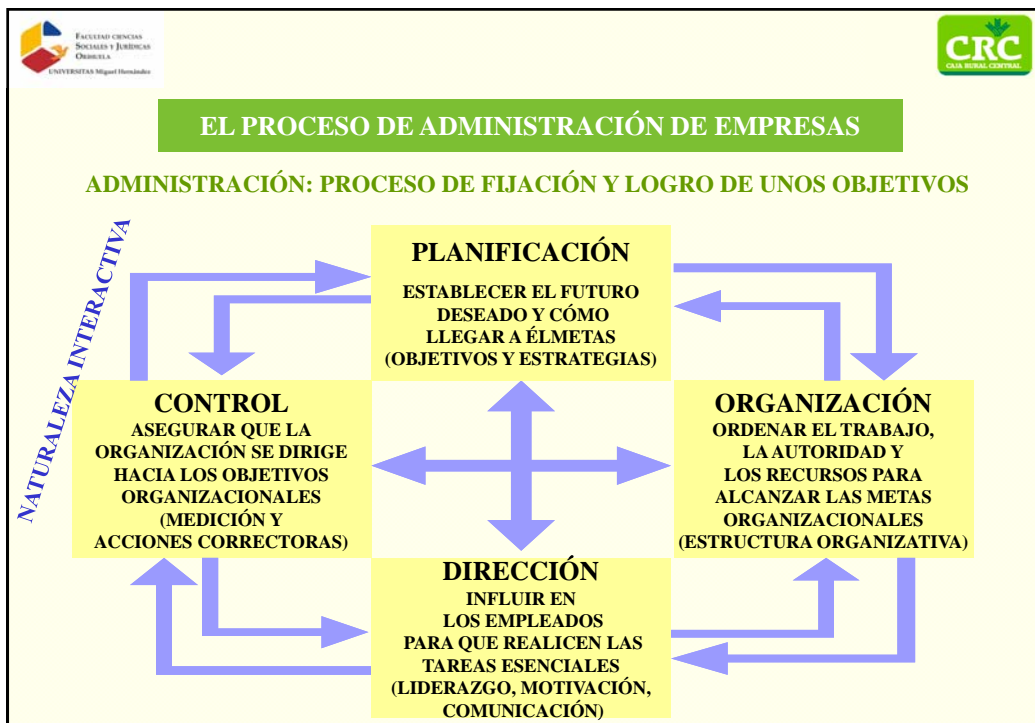 FACULTAD CIENCIAS
SOCIALES Y JURÍDICAS
ORIHUELA
UNIVERSITAS Miguel Hernández
CRC
CAJA RURAL CENTRAL
EL PROCESO DE ADMINISTRACIÓN DE EMPRESAS
ADMINISTRACIÓN: PROCESO DE FIJACIÓN Y LOGRO DE UNOS OBJETIVOS
NATURALEZA INTERACTIVA
PLANIFICACIÓN
ESTABLECER EL FUTURO
DESEADO Y CÓMO
LLEGAR A ÉLMETAS
(OBJETIVOS Y ESTRATEGIAS)
CONTROL
ASEGURAR QUE LA
ORGANIZACIÓN SE DIRIGE
HACIA LOS OBJETIVOS
ORGANIZACIONALES
(MEDICIÓN Y
ACCIONES CORRECTORAS)
ORGANIZACIÓN
ORDENAR EL TRABAJO,
LA AUTORIDAD Y
LOS RECURSOS PARA
ALCANZAR LAS METAS
ORGANIZACIONALES
(ESTRUCTURA ORGANIZATIVA)
DIRECCIÓN
INFLUIR EN
LOS EMPLEADOS
PARA QUE REALICEN LAS
TAREAS ESENCIALES
(LIDERAZGO, MOTIVACIÓN,
COMUNICACIÓN)